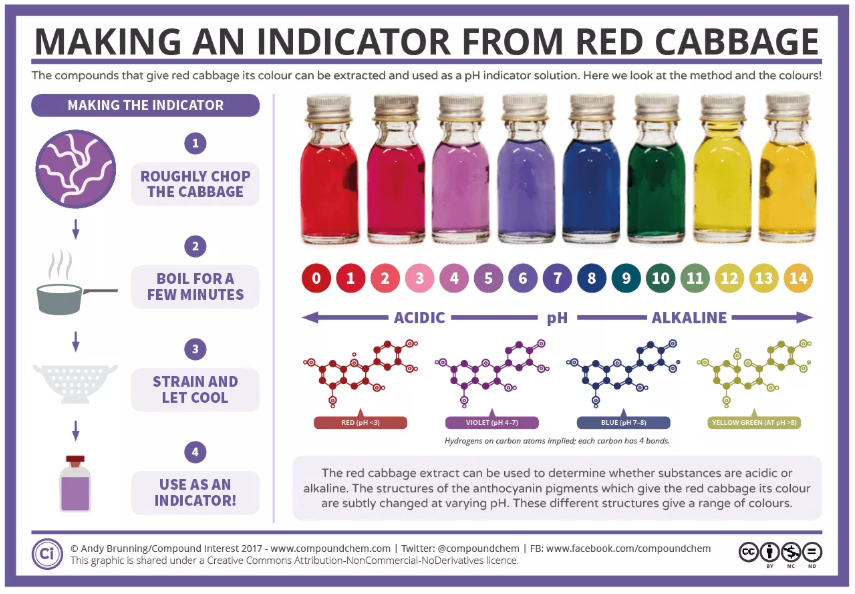 MAKING AN INDICATOR FROM RED CABBAGE
The compounds that give red cabbage its colour can be extracted and used as a pH indicator solution. Here we look at the method and the colours!
MAKING THE INDICATOR
1
ROUGHLY CHOP
THE CABBAGE
2
BOIL FOR A
FEW MINUTES
3
STRAIN AND
LET COOL
4
USE AS AN
INDICATOR!
0 1 2 3 4 5 6 7 8 9 10 11 12 13 14
ACIDIC pH ALKALINE
RED (pH <3) VIOLET (pH 4-7) BLUE (pH 7-8) YELLOW GREEN (AT pH >8)
Hydrogens on carbon atoms implied; each carbon has 4 bonds.
The red cabbage extract can be used to determine whether substances are acidic or
alkaline. The structures of the anthocyanin pigments which give the red cabbage its colour
are subtly changed at varying pH. These different structures give a range of colours.
Ci
© Andy Brunning/Compound Interest 2017 - www.compoundchem.com | Twitter: @compoundchem | FB: www.facebook.com/compoundchem
This graphic is shared under a Creative Commons Attribution-NonCommercial-NoDerivatives licence.
CC
BY NC ND